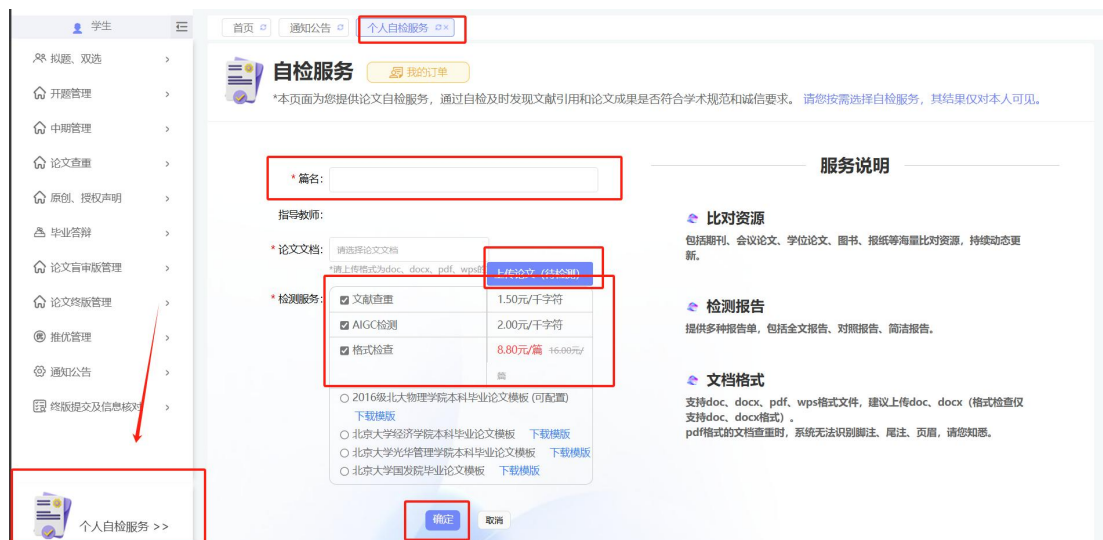 学生
首页
通知公告
个人自检服务
拟题、双选
开题管理
中期管理
论文查重
原创、授权声明
毕业答辩
论文盲审版管理
论文终版管理
推优管理
通知公告
终版提交及信息核对
个人自检服务 >>
自检服务
我的订单
*本页面为您提供论文自检服务，通过自检及时发现文献引用和论文成果是否符合学术规范和诚信要求。 请您按需选择自检服务，其结果仅对本人可见。
* 篇名：
指导教师：
* 论文文档： 请选择论文文档
上传论文（待检测）
*请上传格式为doc、docx、pdf、wps的
* 检测服务：
文献查重 1.50元/千字符
AIGC检测 2.00元/千字符
格式检查 8.80元/篇 16.00元/
篇
2016级北大物理学院本科毕业论文模板 (可配置)
下载模版
北京大学经济学院本科毕业论文模板 下载模版
北京大学光华管理学院本科毕业论文模板 下载模版
北京大学国发院毕业论文模板 下载模版
确定 取消
服务说明
比对资源
包括期刊、会议论文、学位论文、图书、报纸等海量比对资源，持续动态更
新。
检测报告
提供多种报告单，包括全文报告、对照报告、简洁报告。
文档格式
支持doc、docx、pdf、wps格式文件，建议上传doc、docx（格式检查仅
支持doc、docx格式）。
pdf格式的文档查重时，系统无法识别脚注、尾注、页眉，请您知悉。